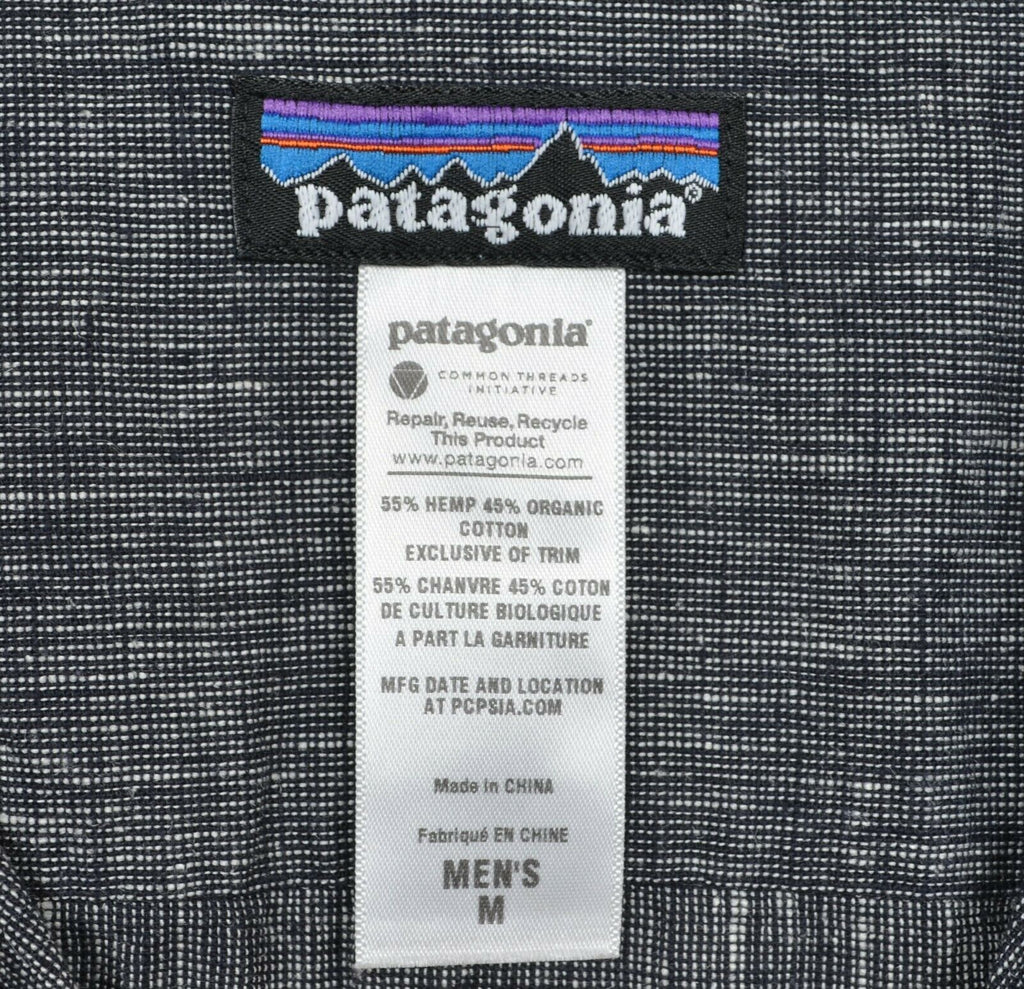 patagonia®
patagonia®
COMMON THREADS
INITIATIVE
Repair, Reuse, Recycle
This Product
www.patagonia.com
55% HEMP 45% ORGANIC
COTTON
EXCLUSIVE OF TRIM
55% CHANVRE 45% COTON
DE CULTURE BIOLOGIQUE
A PART LA GARNITURE
MFG DATE AND LOCATION
AT PCPSIA.COM
Made in CHINA
Fabriqué EN CHINE
MEN'S
M